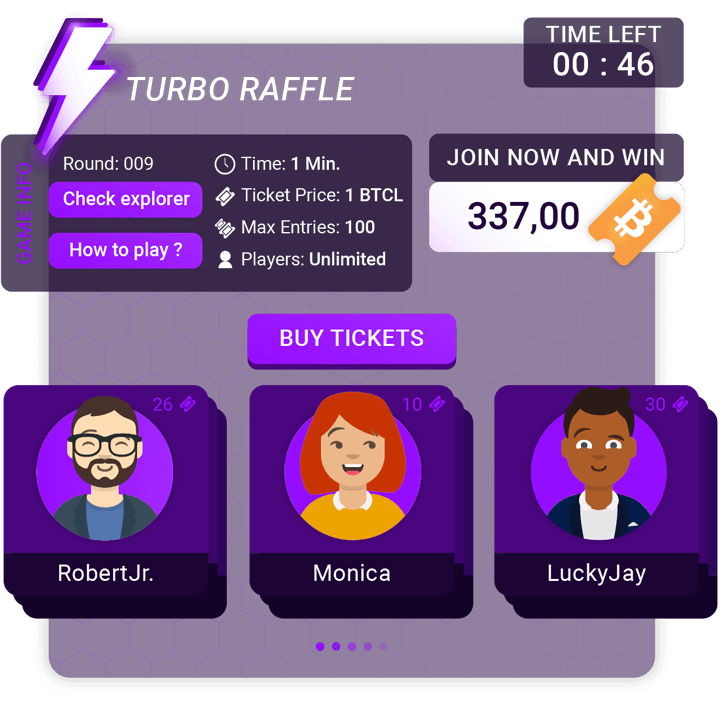 TIME LEFT
00 : 46
TURBO RAFFLE
GAME INFO
Round: 009
Check explorer
How to play ?
Time: 1 Min.
Ticket Price: 1 BTCL
Max Entries: 100
Players: Unlimited
JOIN NOW AND WIN
337,00
BUY TICKETS
26
10
30
RobertJr.
Monica
LuckyJay